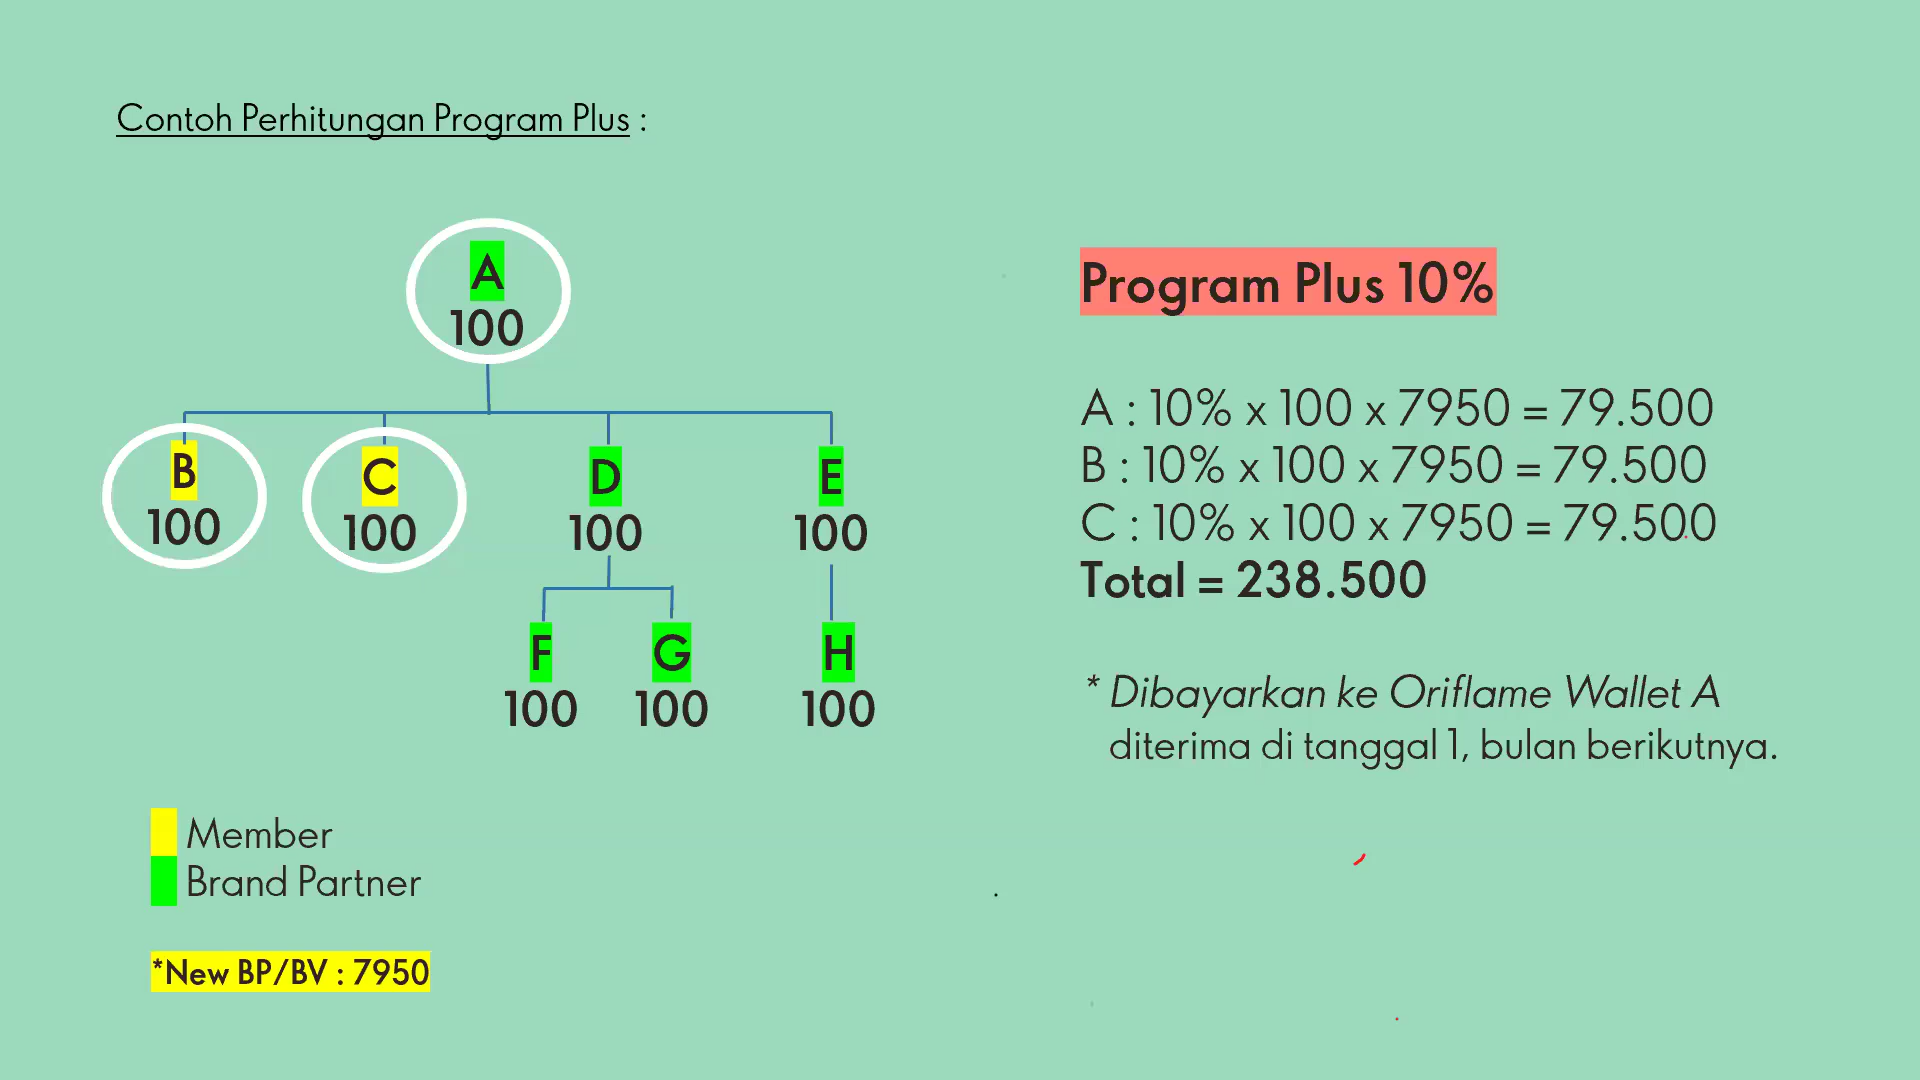 Contoh Perhitungan Program Plus :
A
100
B
100
C
100
D
100
E
100
F
100
G
100
H
100
Member
Brand Partner
*New BP/BV : 7950
Program Plus 10%
A : 10% x 100 x 7950 = 79.500
B : 10% x 100 x 7950 = 79.500
C : 10% x 100 x 7950 = 79.500
Total = 238.500
* Dibayarkan ke Oriflame Wallet A
diterima di tanggal 1, bulan berikutnya.